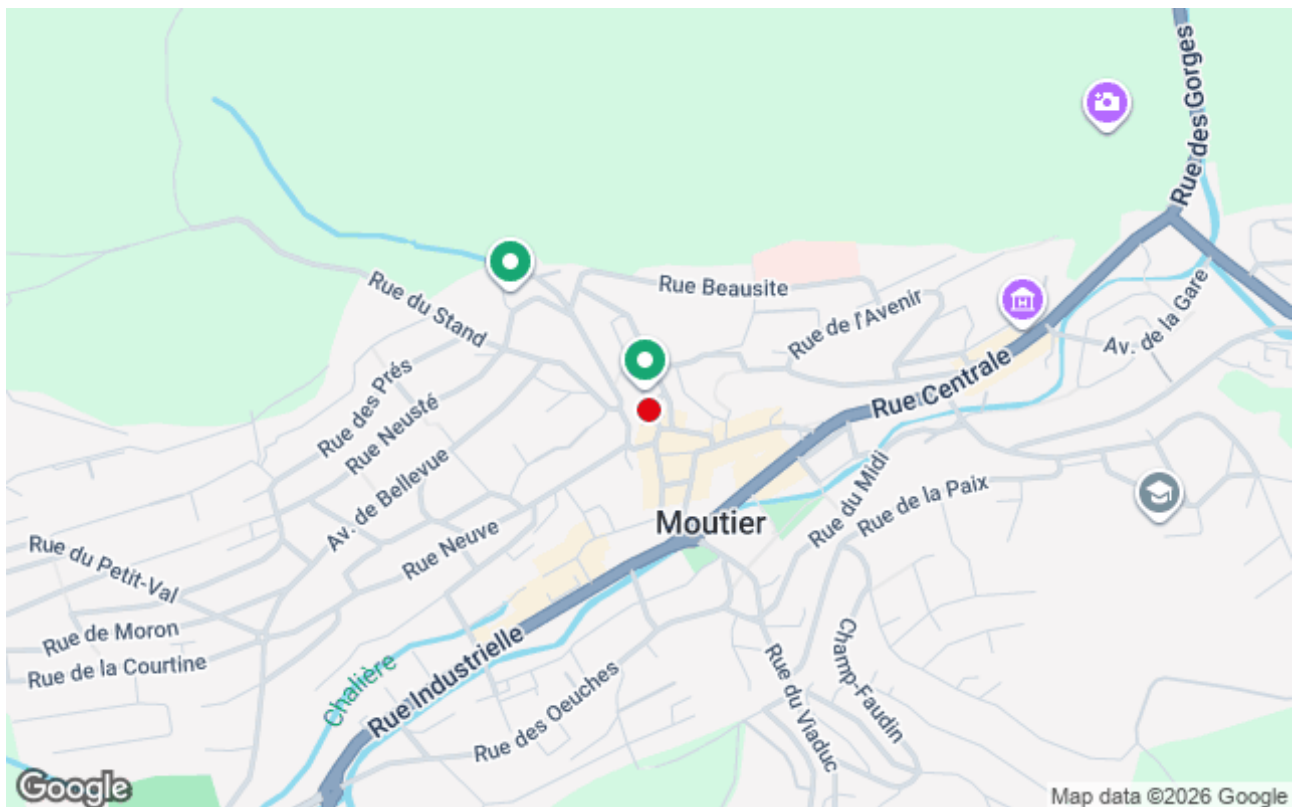 Rue des Gorges
Rue Beausite
Rue du Stand
Rue de l'Avenir
Av. de la Gare
Rue des Prés
Rue Centrale
Rue Neusté
Av. de Bellevue
Rue du Midi
Rue de la Paix
Moutier
Rue Neuve
Rue du Petit-Val
Rue de Moron
Rue de la Courtine
Chalière
Rue Industrielle
Rue des Oeuches
Champ-Faudin
Rue du Viaduc
Google
Map data ©2026 Google